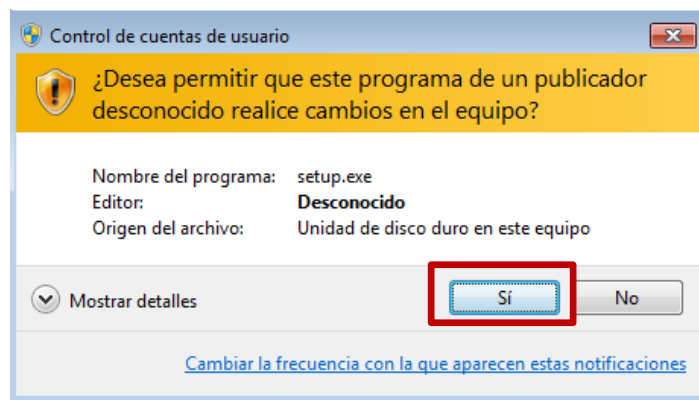 Control de cuentas de usuario
¿Desea permitir que este programa de un publicador
desconocido realice cambios en el equipo?
Nombre del programa: setup.exe
Editor: Desconocido
Origen del archivo: Unidad de disco duro en este equipo
Mostrar detalles Sí No
Cambiar la frecuencia con la que aparecen estas notificaciones